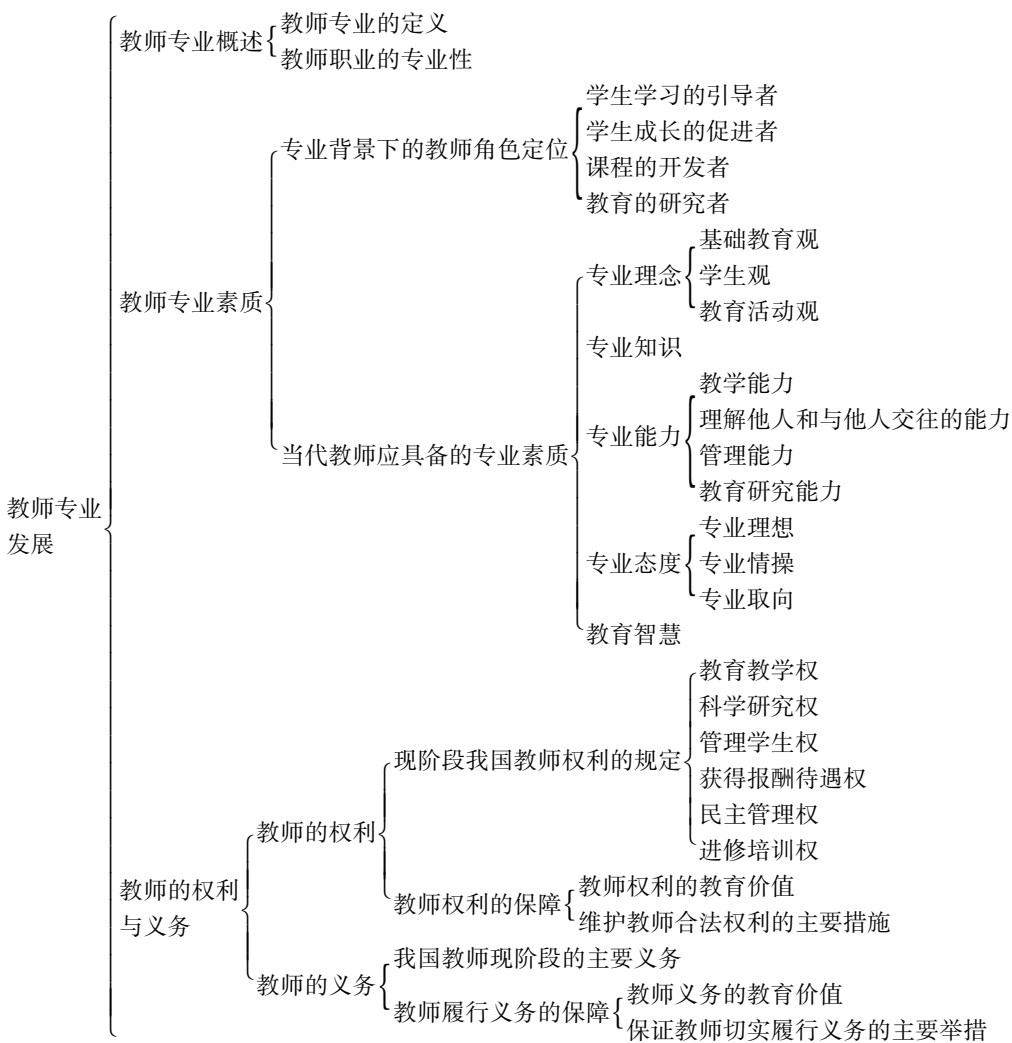 教师专业
发展
教师专业概述
教师专业的定义
教师职业的专业性
教师专业素质
专业背景下的教师角色定位
学生学习的引导者
学生成长的促进者
课程的开发者
教育的研究者
当代教师应具备的专业素质
专业理念
基础教育观
学生观
教育活动观
专业知识
专业能力
教学能力
理解他人和与他人交往的能力
管理能力
教育研究能力
专业态度
专业理想
专业情操
专业取向
教育智慧
教师的权利
与义务
教师的权利
现阶段我国教师权利的规定
教育教学权
科学研究权
管理学生权
获得报酬待遇权
民主管理权
进修培训权
教师权利的保障
教师权利的教育价值
维护教师合法权利的主要措施
教师的义务
我国教师现阶段的主要义务
教师履行义务的保障
教师义务的教育价值
保证教师切实履行义务的主要举措